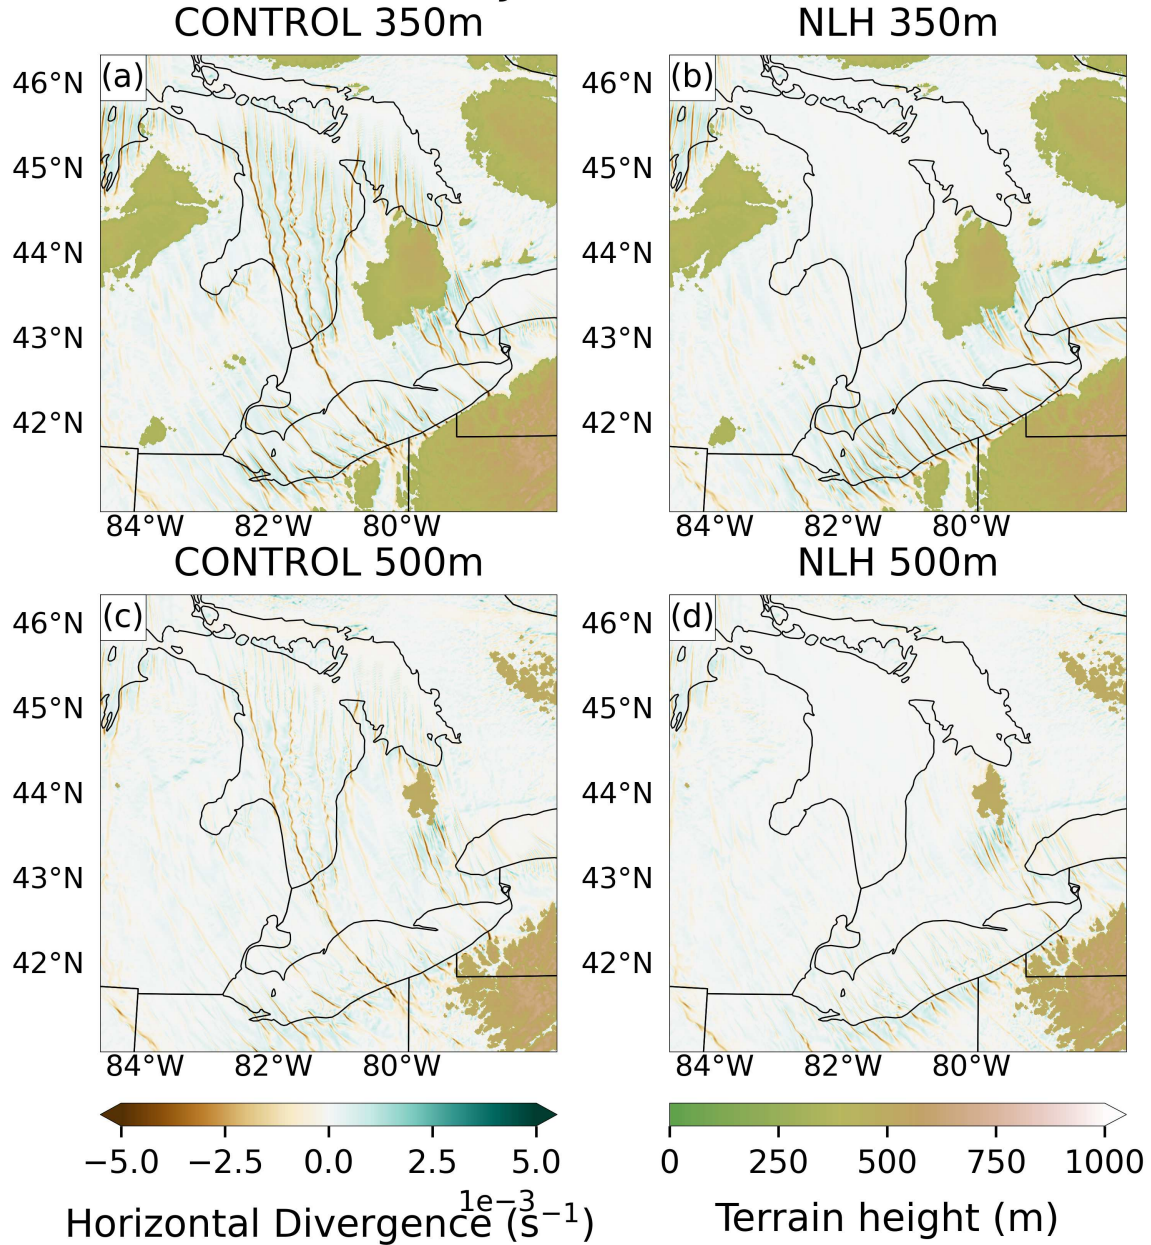 CONTROL 350m
NLH 350m
(a)
(b)
46°N
45°N
44°N
43°N
42°N
46°N
45°N
44°N
43°N
42°N
84°W
82°W
80°W
84°W
82°W
80°W
CONTROL 500m
NLH 500m
(c)
(d)
46°N
45°N
44°N
43°N
42°N
46°N
45°N
44°N
43°N
42°N
84°W
82°W
80°W
84°W
82°W
80°W
−5.0
−2.5
0.0
2.5
5.0
1e−3
Horizontal Divergence (s⁻¹)
0
250
500
750
1000
Terrain height (m)